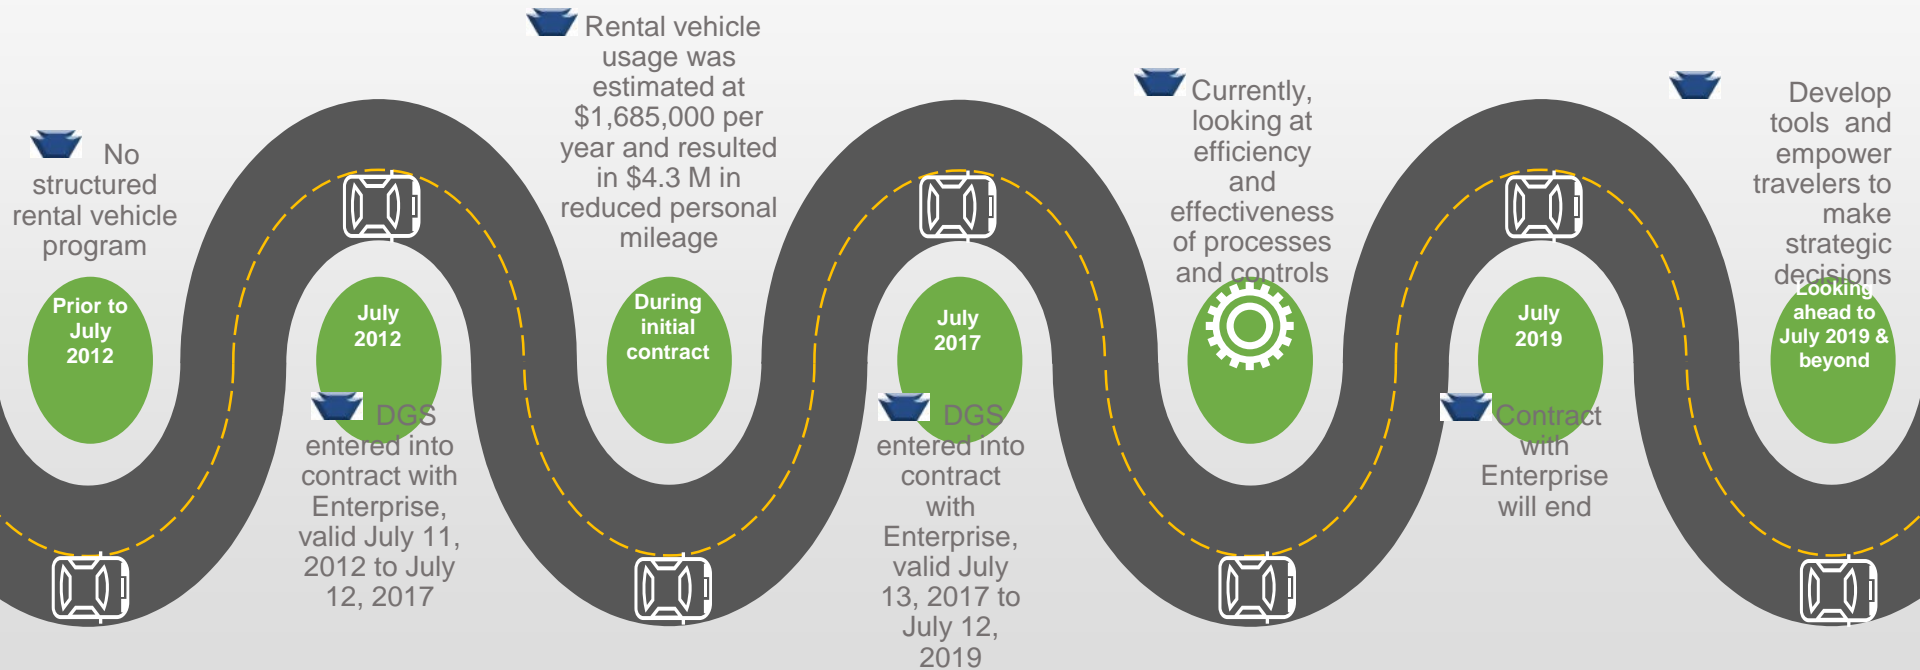 No
structured
rental vehicle
program
Prior to
July
2012
July
2012
DGS
entered into
contract with
Enterprise,
valid July 11,
2012 to July
12, 2017
Rental vehicle
usage was
estimated at
$1,685,000 per
year and resulted
in $4.3 M in
reduced personal
mileage
During
initial
contract
July
2017
DGS
entered into
contract
with
Enterprise,
valid July
13, 2017 to
July 12,
2019
Currently,
looking at
efficiency
and
effectiveness
of processes
and controls
July
2019
Contract
with
Enterprise
will end
Develop
tools and
empower
travelers to
make
strategic
decisions
Looking
ahead to
July 2019 &
beyond